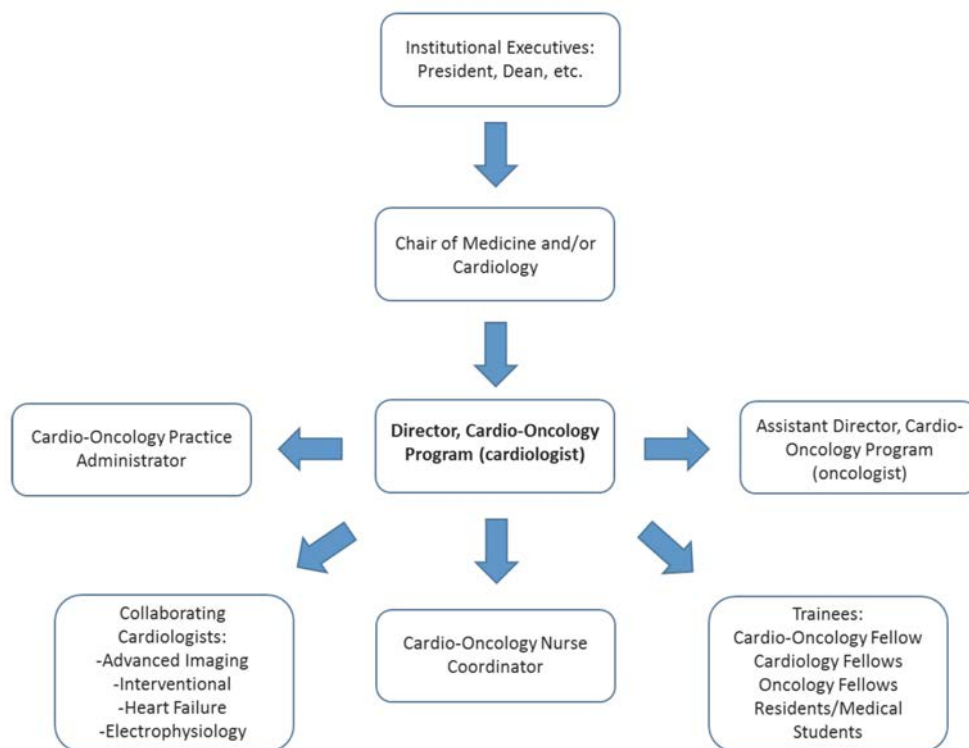 Institutional Executives:
President, Dean, etc.
Chair of Medicine and/or
Cardiology
Cardio-Oncology Practice
Administrator
Director, Cardio-Oncology
Program (cardiologist)
Assistant Director, Cardio-
Oncology Program
(oncologist)
Collaborating
Cardiologists:
-Advanced Imaging
-Interventional
-Heart Failure
-Electrophysiology
Cardio-Oncology Nurse
Coordinator
Trainees:
Cardio-Oncology Fellow
Cardiology Fellows
Oncology Fellows
Residents/Medical
Students